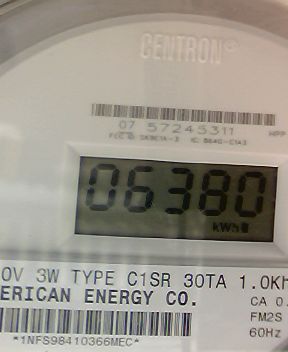 CENTRON®
07 57245311
HPP
06380
kWh
0V 3W TYPE C1SR 30TA 1.0Kh
ERICAN ENERGY CO.
CA 0.
FM2S
60Hz
*1NFS98410366MEC*